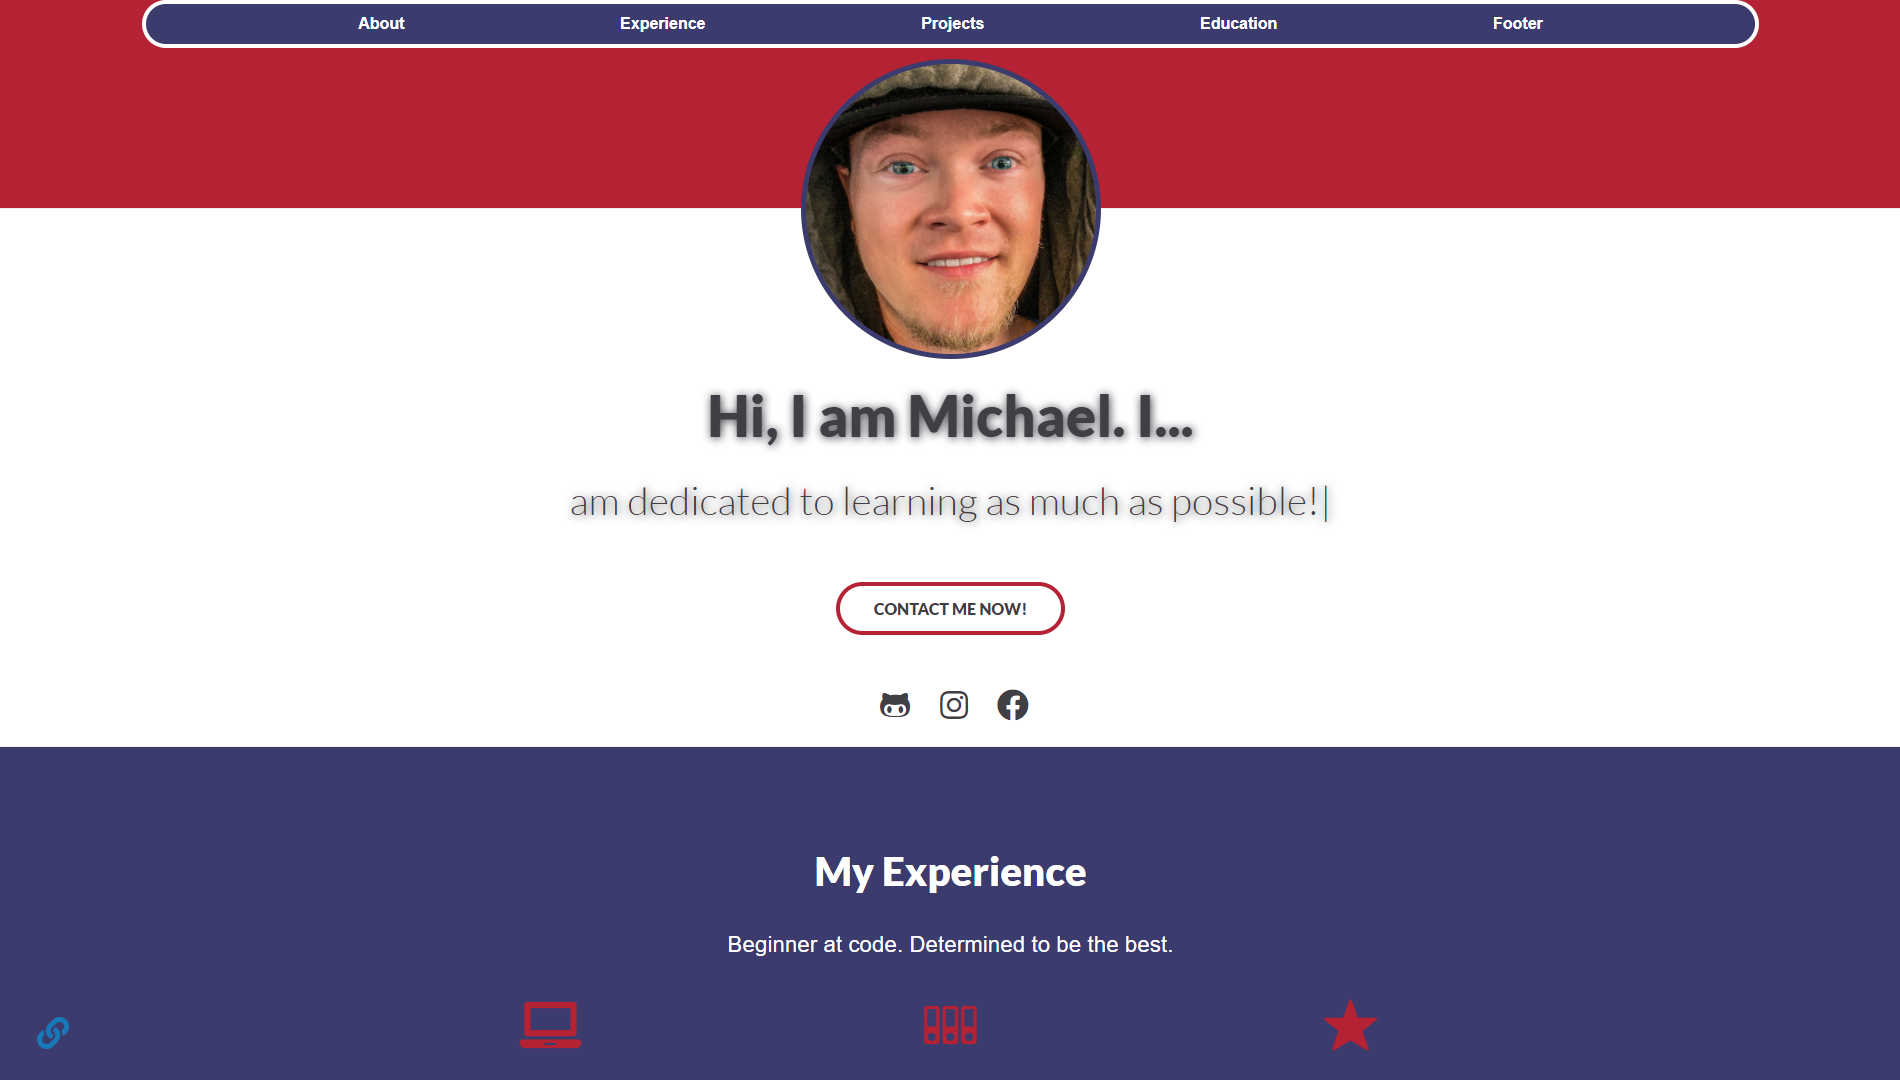 About Experience Projects Education Footer
Hi, I am Michael. I...
am dedicated to learning as much as possible!|
CONTACT ME NOW!
My Experience
Beginner at code. Determined to be the best.